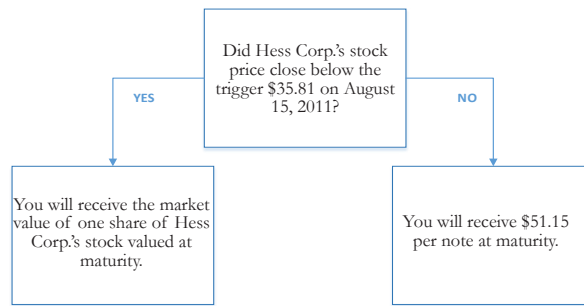 Did Hess Corp.'s stock
price close below the
trigger $35.81 on August
15, 2011?
YES
NO
You will receive the market
value of one share of Hess
Corp.'s stock valued at
maturity.
You will receive $51.15
per note at maturity.